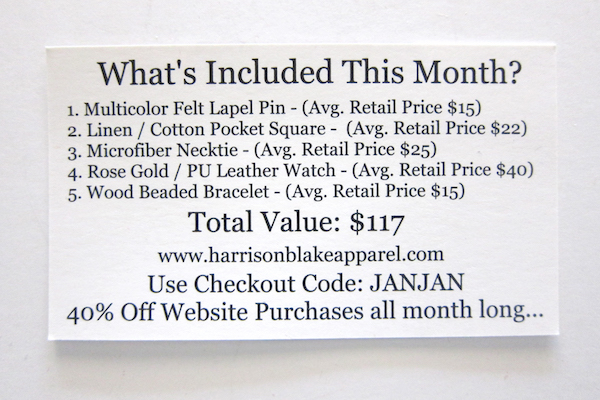 What's Included This Month?
1. Multicolor Felt Lapel Pin - (Avg. Retail Price $15)
2. Linen / Cotton Pocket Square -  (Avg. Retail Price $22)
3. Microfiber Necktie - (Avg. Retail Price $25)
4. Rose Gold / PU Leather Watch - (Avg. Retail Price $40)
5. Wood Beaded Bracelet - (Avg. Retail Price $15)
Total Value: $117
www.harrisonblakeapparel.com
Use Checkout Code: JANJAN
40% Off Website Purchases all month long...